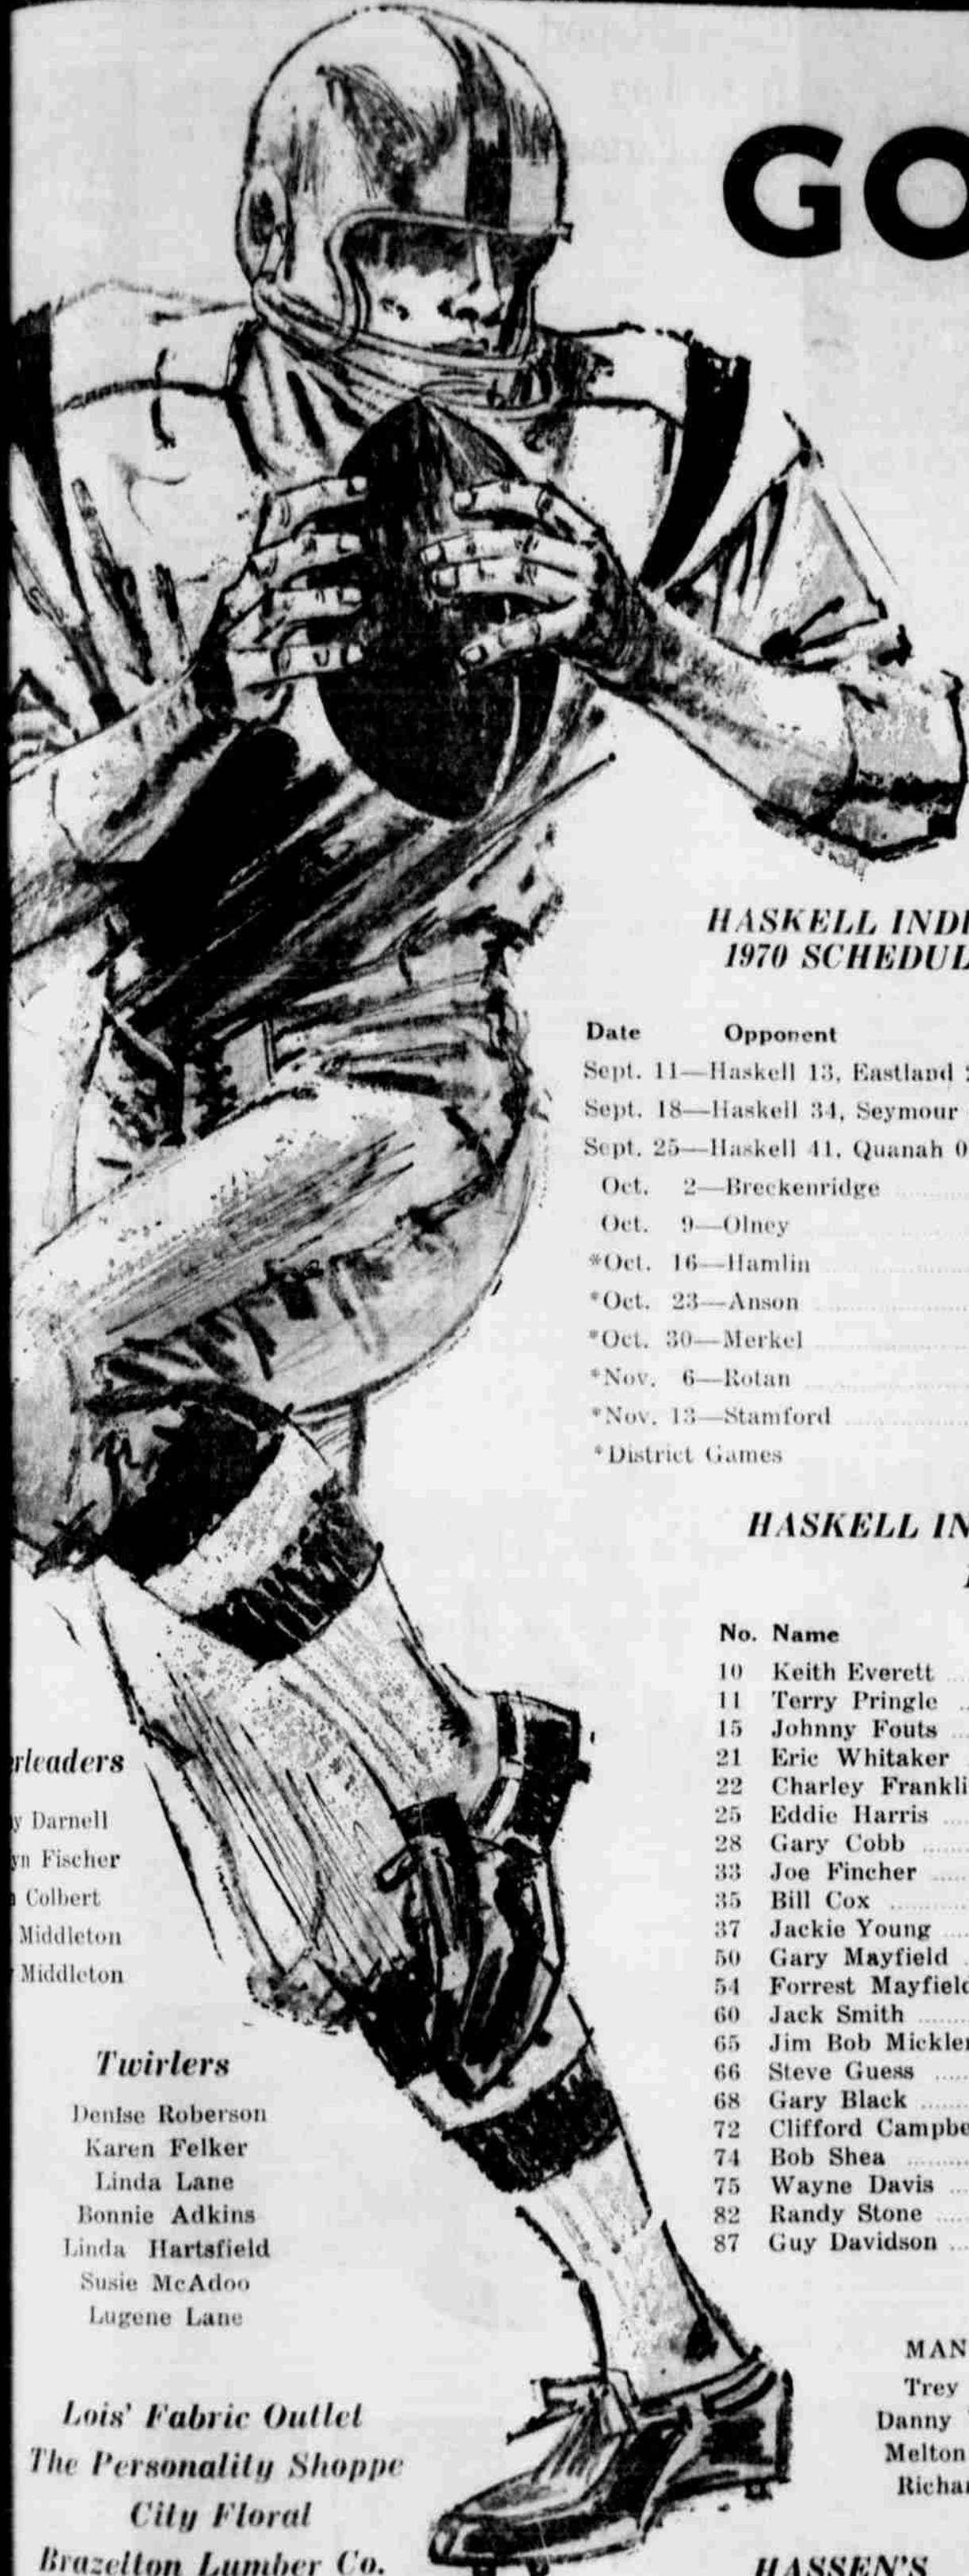 GO
HASKELL INDI
1970 SCHEDUL
Date Opponent
Sept. 11—Haskell 13, Eastland
Sept. 18—Haskell 34, Seymour
Sept. 25—Haskell 41, Quanah 0
Oct. 2—Breckenridge
Oct. 9—Olney
*Oct. 16—Hamlin
*Oct. 23—Anson
*Oct. 30—Merkel
*Nov. 6—Rotan
*Nov. 13—Stamford
*District Games
HASKELL IN
No. Name
10 Keith Everett
11 Terry Pringle
15 Johnny Fouts
21 Eric Whitaker
22 Charley Frankli
25 Eddie Harris
28 Gary Cobb
33 Joe Fincher
35 Bill Cox
37 Jackie Young
50 Gary Mayfield
54 Forrest Mayfield
60 Jack Smith
65 Jim Bob Mickler
66 Steve Guess
68 Gary Black
72 Clifford Campbe
74 Bob Shea
75 Wayne Davis
82 Randy Stone
87 Guy Davidson
rleaders
y Darnell
yn Fischer
Colbert
Middleton
Middleton
Twirlers
Denise Roberson
Karen Felker
Linda Lane
Bonnie Adkins
Linda Hartsfield
Susie McAdoo
Lugene Lane
MAN
Trey
Danny
Melton
Richar
Lois' Fabric Outlet
The Personality Shoppe
City Floral
Brazelton Lumber Co.
HASSEN'S